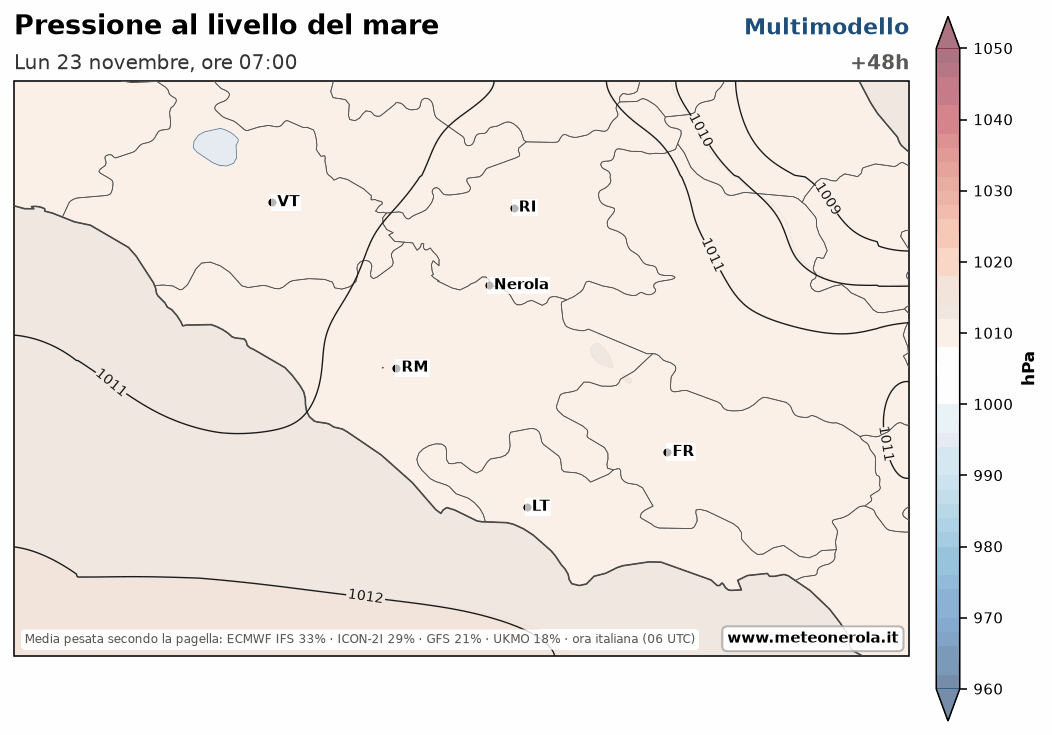 Pressione al livello del mare
Multimodello
Lun 23 novembre, ore 07:00
+48h
1050
1040
1030
1020
1010
1000
990
980
970
960
hPa
1010
1009
VT
RI
1011
Nerola
RM
1011
FR
1011
LT
1012
Media pesata secondo la pagella: ECMWF IFS 33% · ICON-2I 29% · GFS 21% · UKMO 18% · ora italiana (06 UTC)
www.meteonerola.it